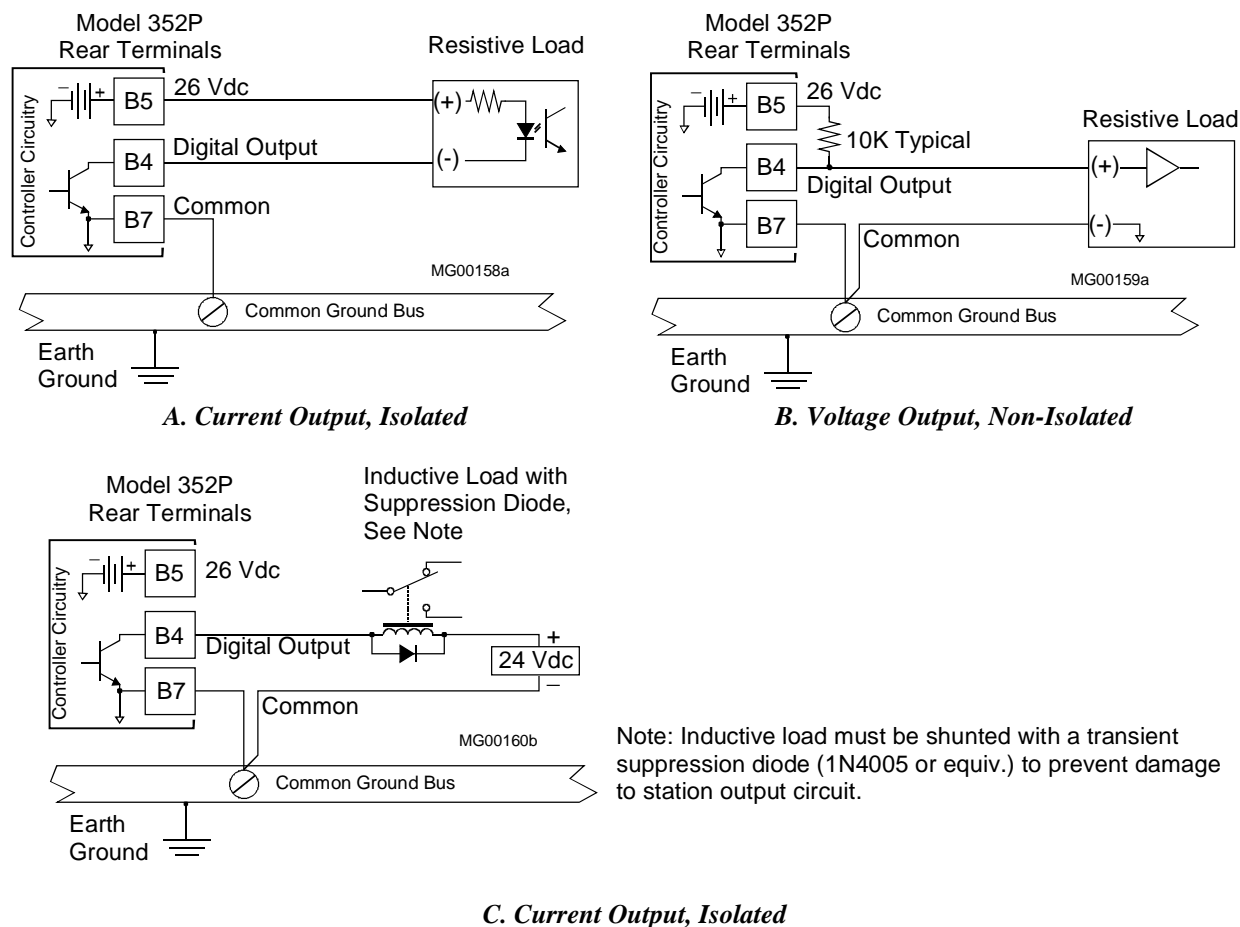 Model 352P
Rear Terminals
Resistive Load
Controller Circuitry
− +
B5
26 Vdc
(+)
B4
Digital Output
(-)
B7
Common
MG00158a
Common Ground Bus
Earth
Ground
A. Current Output, Isolated
Model 352P
Rear Terminals
Resistive Load
Controller Circuitry
− +
B5
26 Vdc
10K Typical
B4
Digital Output
(+)
B7
Common
(-)
MG00159a
Common Ground Bus
Earth
Ground
B. Voltage Output, Non-Isolated
Model 352P
Rear Terminals
Inductive Load with
Suppression Diode,
See Note
Controller Circuitry
− +
B5
26 Vdc
B4
Digital Output
+
24 Vdc
−
B7
Common
MG00160b
Common Ground Bus
Earth
Ground
Note: Inductive load must be shunted with a transient
suppression diode (1N4005 or equiv.) to prevent damage
to station output circuit.
C. Current Output, Isolated